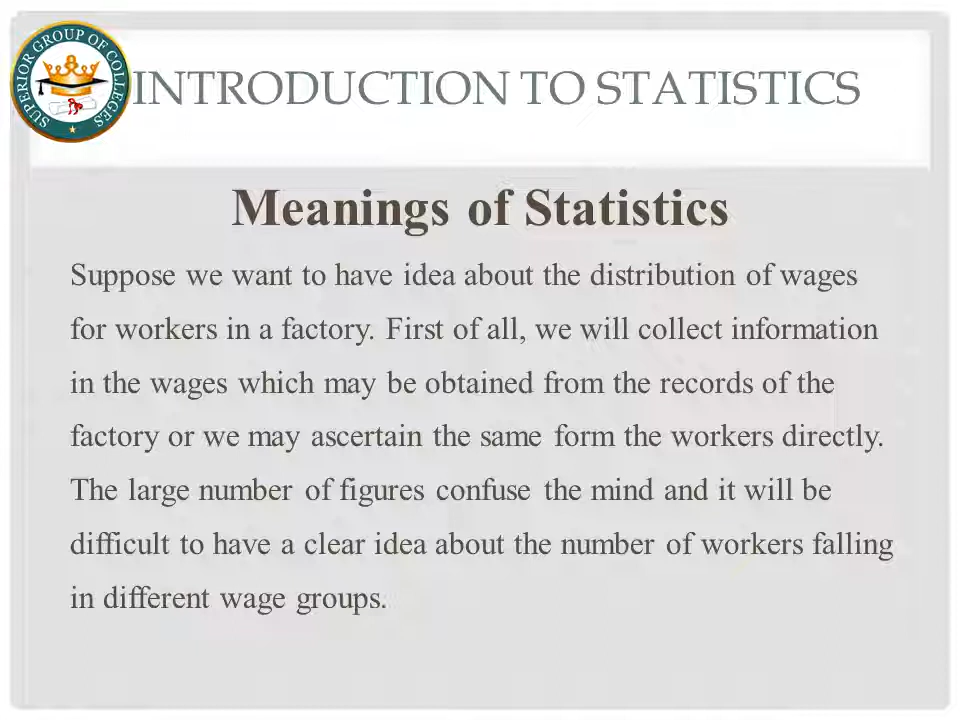 SUPERIOR GROUP OF COLLEGES
INTRODUCTION TO STATISTICS
Meanings of Statistics
Suppose we want to have idea about the distribution of wages
for workers in a factory. First of all, we will collect information
in the wages which may be obtained from the records of the
factory or we may ascertain the same form the workers directly.
The large number of figures confuse the mind and it will be
difficult to have a clear idea about the number of workers falling
in different wage groups.